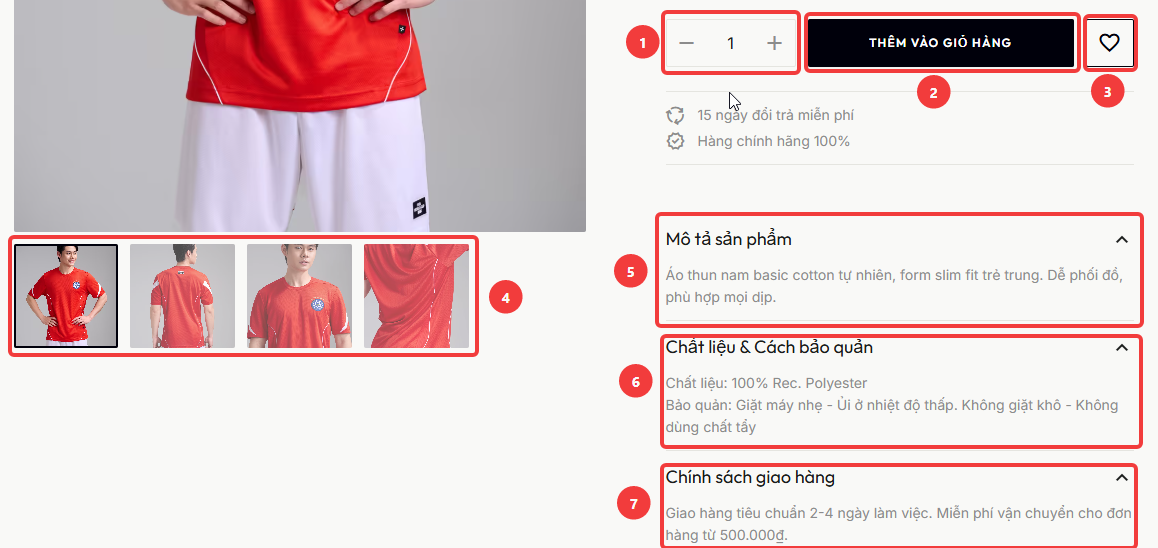 1
1
THÊM VÀO GIỎ HÀNG
2
3
15 ngày đổi trả miễn phí
Hàng chính hãng 100%
4
5
Mô tả sản phẩm
Áo thun nam basic cotton tự nhiên, form slim fit trẻ trung. Dễ phối đồ,
phù hợp mọi dịp.
6
Chất liệu & Cách bảo quản
Chất liệu: 100% Rec. Polyester
Bảo quản: Giặt máy nhẹ - Ủi ở nhiệt độ thấp. Không giặt khô - Không
dùng chất tẩy
7
Chính sách giao hàng
Giao hàng tiêu chuẩn 2-4 ngày làm việc. Miễn phí vận chuyển cho đơn
hàng từ 500.000₫.